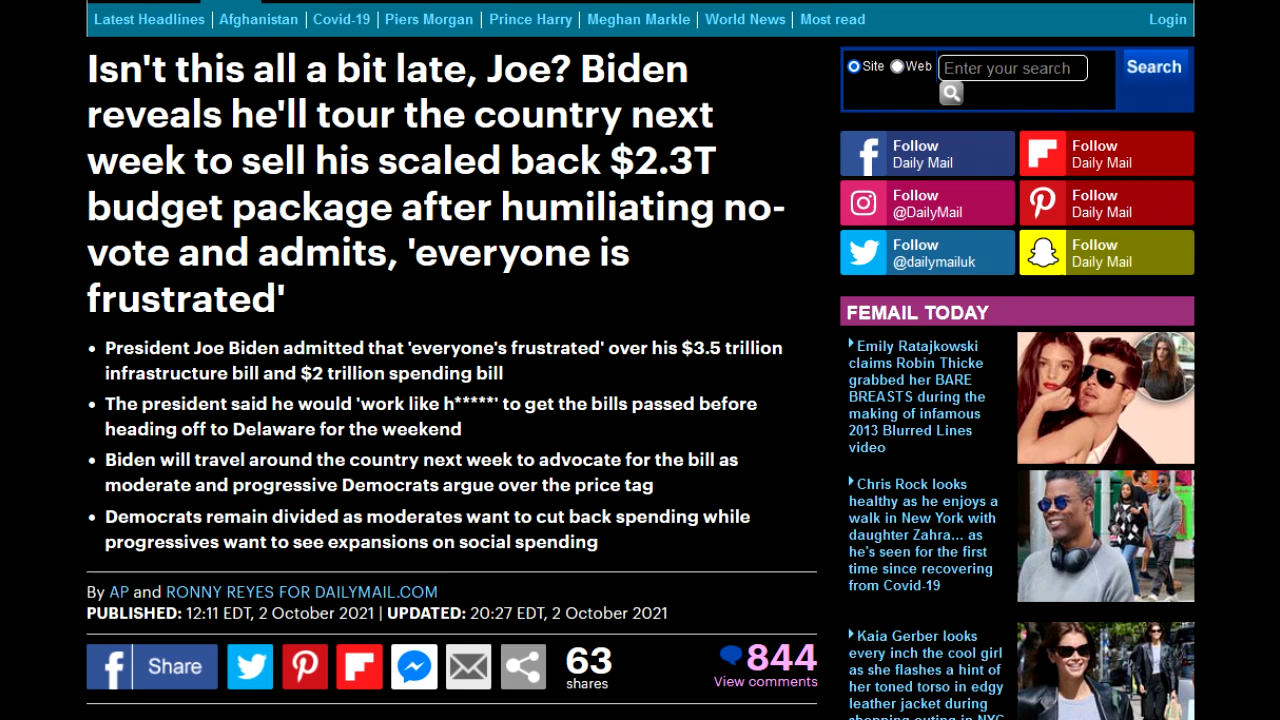 Latest Headlines | Afghanistan | Covid-19 | Piers Morgan | Prince Harry | Meghan Markle | World News | Most read
Login
Isn't this all a bit late, Joe? Biden
reveals he'll tour the country next
week to sell his scaled back $2.3T
budget package after humiliating no-
vote and admits, 'everyone is
frustrated'
• President Joe Biden admitted that 'everyone's frustrated' over his $3.5 trillion
infrastructure bill and $2 trillion spending bill
• The president said he would 'work like h*****' to get the bills passed before
heading off to Delaware for the weekend
• Biden will travel around the country next week to advocate for the bill as
moderate and progressive Democrats argue over the price tag
• Democrats remain divided as moderates want to cut back spending while
progressives want to see expansions on social spending
By AP and RONNY REYES FOR DAILYMAIL.COM
PUBLISHED: 12:11 EDT, 2 October 2021 | UPDATED: 20:27 EDT, 2 October 2021
Share
63
shares
844
View comments
Site Web Enter your search Search
Follow
Daily Mail
Follow
Daily Mail
Follow
@DailyMail
Follow
Daily Mail
Follow
@dailymailuk
Follow
Daily Mail
FEMAIL TODAY
Emily Ratajkowski
claims Robin Thicke
grabbed her BARE
BREASTS during the
making of infamous
2013 Blurred Lines
video
Chris Rock looks
healthy as he enjoys a
walk in New York with
daughter Zahra... as
he's seen for the first
time since recovering
from Covid-19
Kaia Gerber looks
every inch the cool girl
as she flashes a hint of
her toned torso in edgy
leather jacket during
shopping outing in NYC